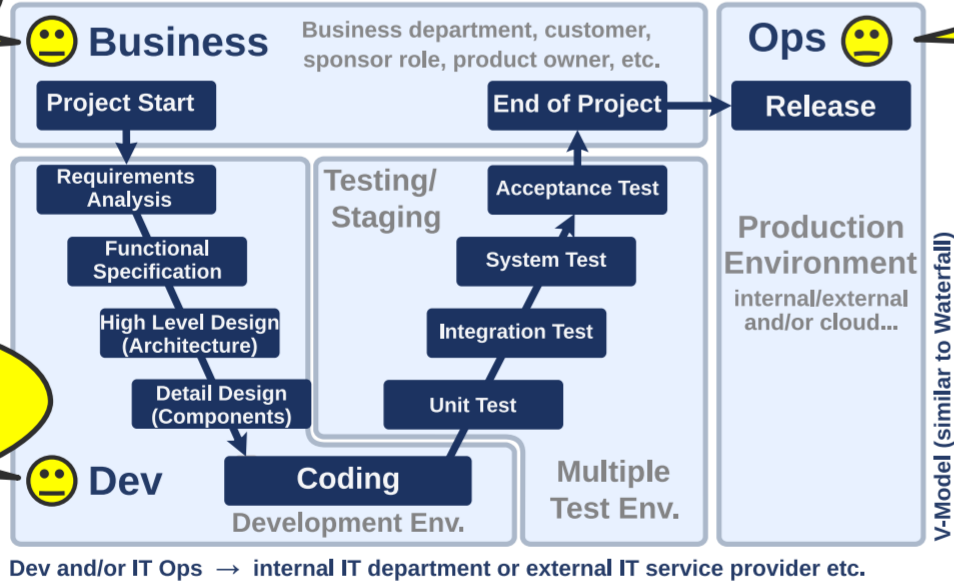 Business
Business department, customer,
sponsor role, product owner, etc.
Ops
Project Start
End of Project
Release
Requirements
Analysis
Functional
Specification
High Level Design
(Architecture)
Detail Design
(Components)
Dev
Coding
Development Env.
Testing/
Staging
Acceptance Test
System Test
Integration Test
Unit Test
Multiple
Test Env.
Production
Environment
internal/external
and/or cloud...
V-Model (similar to Waterfall)
Dev and/or IT Ops → internal IT department or external IT service provider etc.